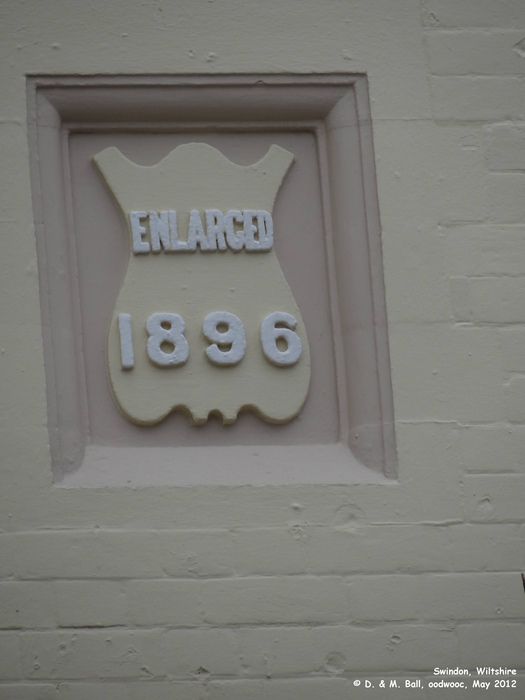 ENLARGED
1896
Swindon, Wiltshire
© D. & M. Ball, oodwooc, May 2012